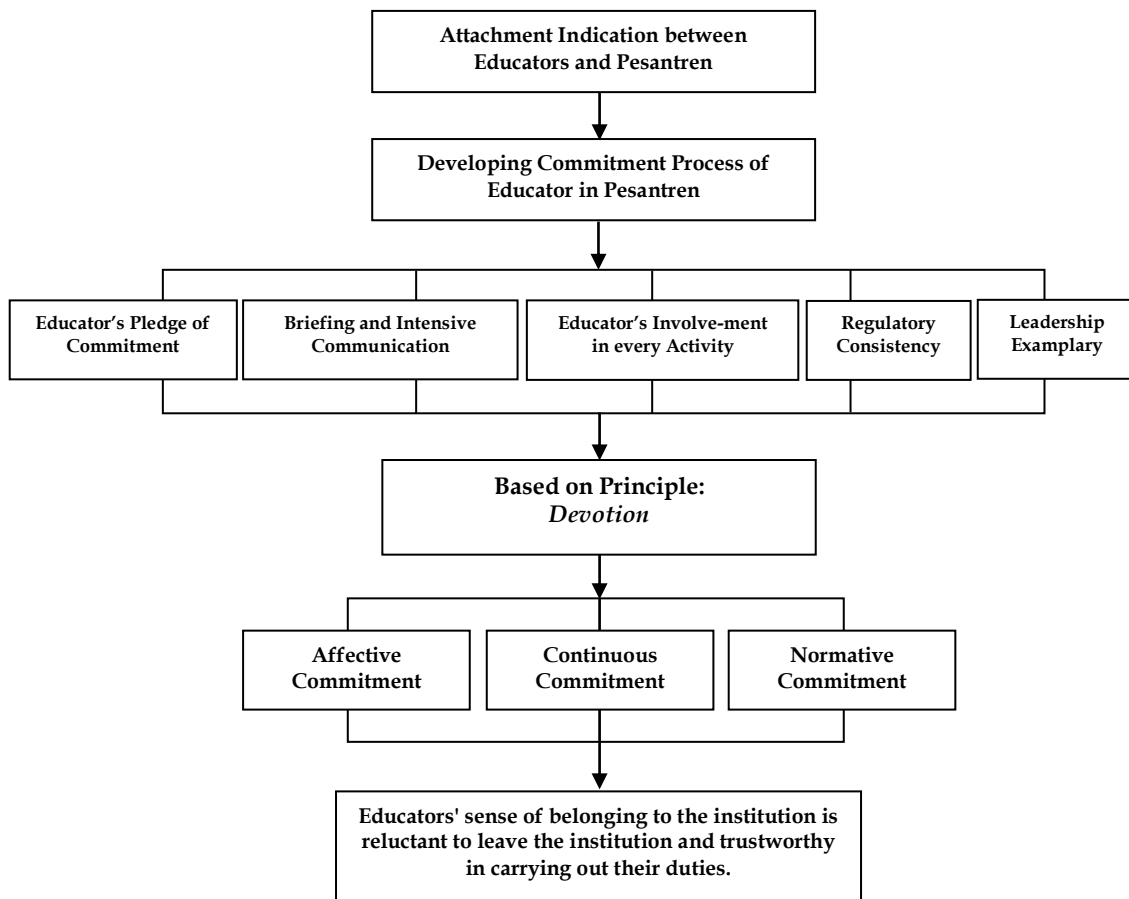 Attachment Indication between
Educators and Pesantren
Developing Commitment Process of
Educator in Pesantren
Educator's Pledge of
Commitment
Briefing and Intensive
Communication
Educator's Involve-ment
in every Activity
Regulatory
Consistency
Leadership
Examplary
Based on Principle:
Devotion
Affective
Commitment
Continuous
Commitment
Normative
Commitment
Educators' sense of belonging to the institution is
reluctant to leave the institution and trustworthy
in carrying out their duties.